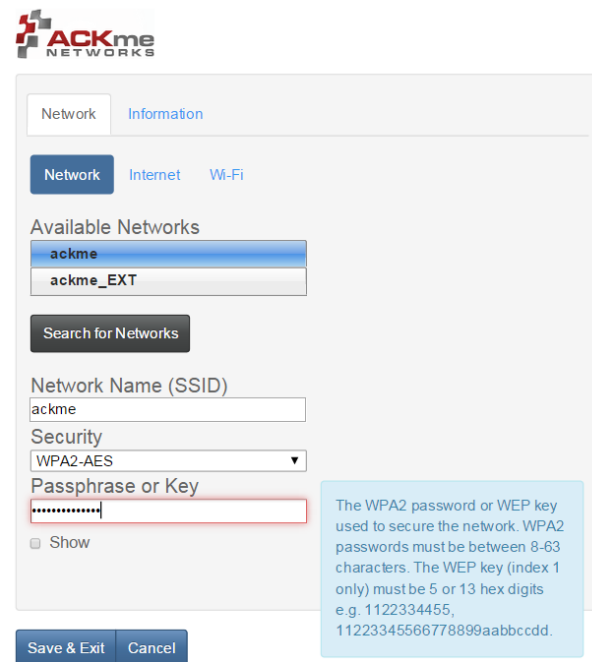 ACKme
NETWORKS
Network Information
Network Internet Wi-Fi
Available Networks
ackme
ackme_EXT
Search for Networks
Network Name (SSID)
ackme
Security
WPA2-AES
Passphrase or Key
••••••••••••••
Show
The WPA2 password or WEP key
used to secure the network. WPA2
passwords must be between 8-63
characters. The WEP key (index 1
only) must be 5 or 13 hex digits
e.g. 1122334455,
11223345566778899aabbccdd.
Save & Exit Cancel